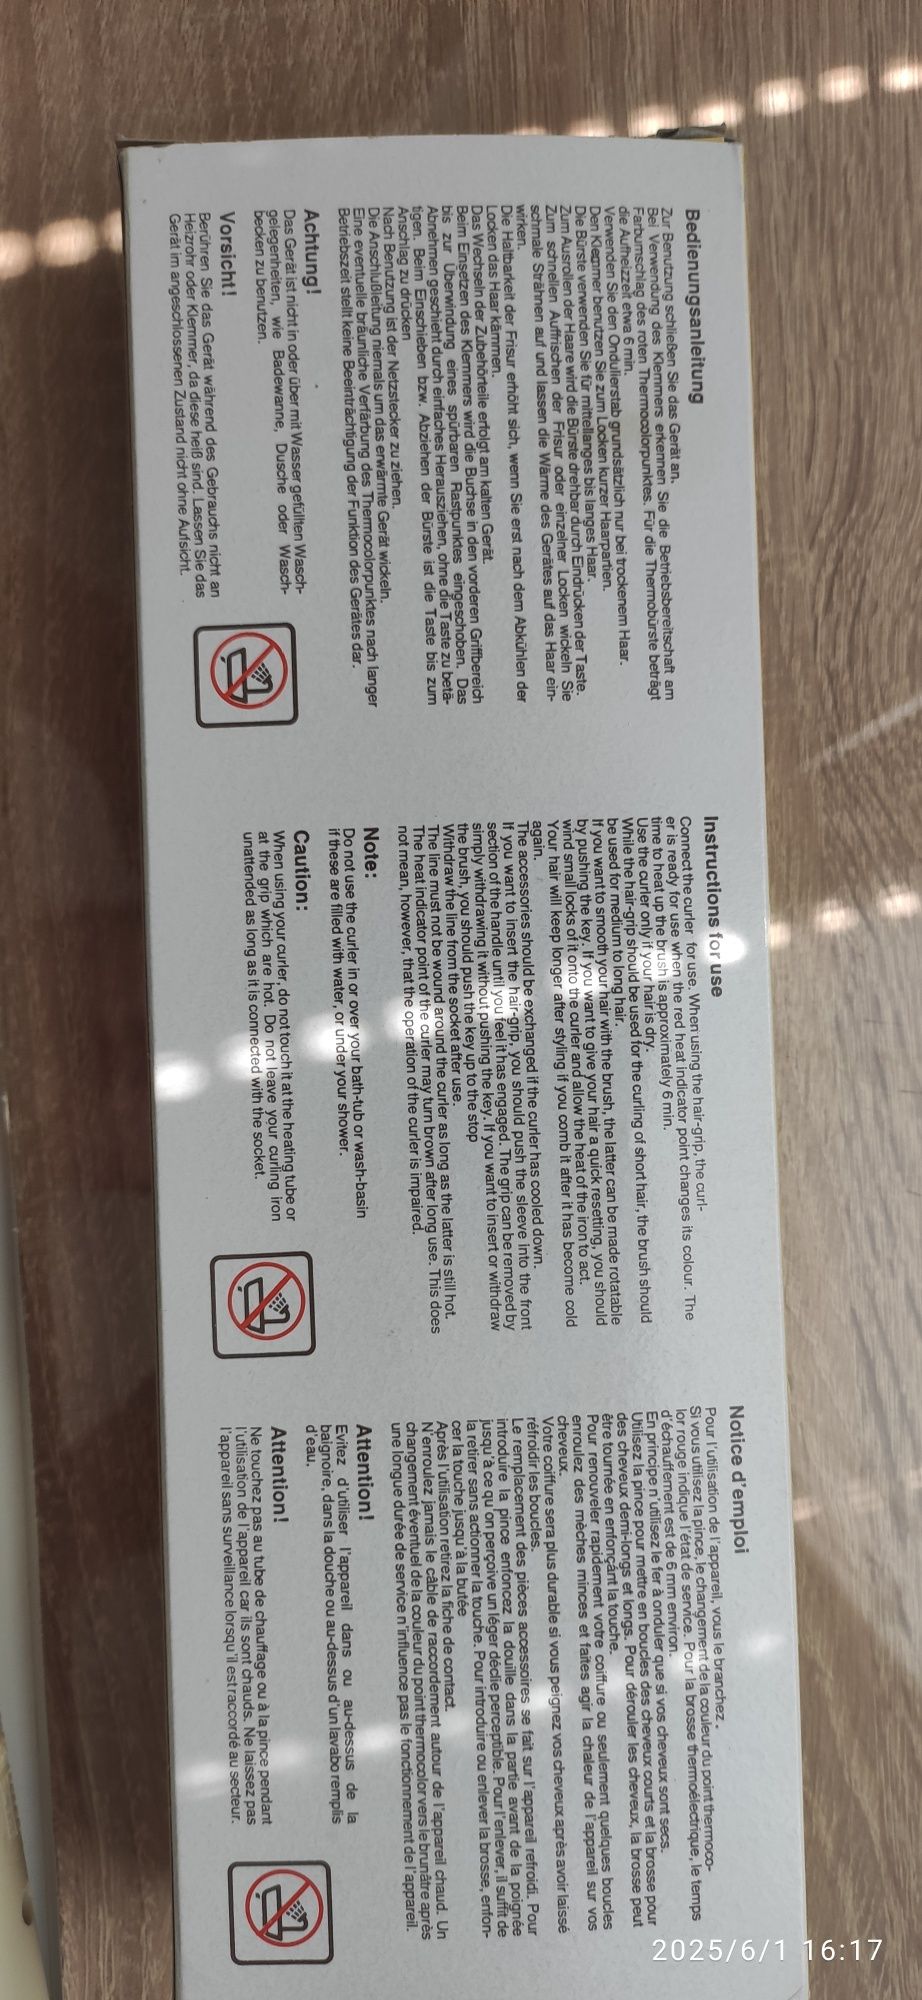 Bedienungsanleitung
Zur Benutzung schließen Sie das Gerät an.
Bei Verwendung des Klemmers erkennen Sie die Betriebsbereitschaft am
Farbumschlag des roten Thermocolorpunktes. Für die Thermobürste beträgt
die Aufheizzeit etwa 6 min.
Verwenden Sie den Ondulierstab grundsätzlich nur bei trockenem Haar.
Den Klemmer benutzen Sie zum Locken kurzer Haarpartien.
Die Bürste verwenden Sie für mittellanges bis langes Haar.
Zum Ausrollen der Haare wird die Bürste drehbar durch Eindrücken der Taste.
Zum schnellen Auffrischen der Frisur oder einzelner Locken wickeln Sie
schmale Strähnen auf und lassen die Wärme des Gerätes auf das Haar ein-
wirken.
Die Haltbarkeit der Frisur erhöht sich, wenn Sie erst nach dem Abkühlen der
Locken das Haar kämmen.
Das Wechseln der Zubehörteile erfolgt am kalten Gerät.
Beim Einsetzen des Klemmers wird die Buchse in den vorderen Griffbereich
bis zur Überwindung eines spürbaren Rastpunktes eingeschoben. Das
Abnehmen geschieht durch einfaches Herausziehen, ohne die Taste zu betä-
tigen. Beim Einschieben bzw. Abziehen der Bürste ist die Taste bis zum
Anschlag zu drücken
Nach Benutzung ist der Netzstecker zu ziehen.
Die Anschlußleitung niemals um das erwärmte Gerät wickeln.
Eine eventuelle bräunliche Verfärbung des Thermocolorpunktes nach langer
Betriebszeit stellt keine Beeinträchtigung der Funktion des Gerätes dar.
Achtung!
Das Gerät ist nicht in oder über mit Wasser gefüllten Wasch-
gelegenheiten, wie Badewanne, Dusche oder Wasch-
becken zu benutzen.
Vorsicht!
Berühren Sie das Gerät während des Gebrauchs nicht an
Heizrohr oder Klemmer, da diese heiß sind. Lassen Sie das
Gerät im angeschlossenen Zustand nicht ohne Aufsicht.
Instructions for use
Connect the curler for use. When using the hair-grip, the curl-
er is ready for use when the red heat indicator point changes its colour. The
time to heat up the brush is approximately 6 min.
Use the curler only if your hair is dry.
While the hair-grip should be used for the curling of short hair, the brush should
be used for medium to long hair.
If you want to smooth your hair with the brush, the latter can be made rotatable
by pushing the key. If you want to give your hair a quick resetting, you should
wind small locks of it onto the curler and allow the heat of the iron to act.
Your hair will keep longer after styling if you comb it after it has become cold
again.
The accessories should be exchanged if the curler has cooled down.
If you want to insert the hair-grip, you should push the sleeve into the front
section of the handle until you feel it has engaged. The grip can be removed by
simply withdrawing it without pushing the key. If you want to insert or withdraw
the brush, you should push the key up to the stop
Withdraw the line from the socket after use.
The line must not be wound around the curler as long as the latter is still hot.
The heat indicator point of the curler may turn brown after long use. This does
not mean, however, that the operation of the curler is impaired.
Note:
Do not use the curler in or over your bath-tub or wash-basin
if these are filled with water, or under your shower.
Caution:
When using your curler, do not touch it at the heating tube or
at the grip which are hot. Do not leave your curling iron
unattended as long as it is connected with the socket.
Notice d'emploi
Pour l'utilisation de l'appareil, vous le branchez.
Si vous utilisez la pince, le changement de la couleur du point thermoco-
lor rouge indique l'état de service. Pour la brosse thermoélectrique, le temps
d'échauffement est de 6 mm environ.
En principe n'utilisez le fer à onduler que si vos cheveux sont secs.
Utilisez la pince pour mettre en boucles des cheveux courts et la brosse pour
des cheveux demi-longs et longs. Pour dérouler les cheveux, la brosse peut
être tournée en enfonçant la touche.
Pour renouveler rapidement votre coiffure ou seulement quelques boucles
enroulez des mèches minces et faites agir la chaleur de l'appareil sur vos
cheveux.
Votre coiffure sera plus durable si vous peignez vos cheveux après avoir laissé
réfroidir les boucles.
Le remplacement des pièces accessoires se fait sur l'appareil refroidi. Pour
introduire la pince enfoncez la douille dans la partie avant de la poignée
jusqu'à ce qu'on perçoive un léger déclic perceptible. Pour l'enlever, il suffit de
la retirer sans actionner la touche. Pour introduire ou enlever la brosse, enfon-
cer la touche jusqu'à la butée
Après l'utilisation retirez la fiche de contact.
N'enroulez jamais le câble de raccordement autour de l'appareil chaud. Un
changement éventuel de la couleur du point thermocolor vers le brunâtre après
une longue durée de service n'influence pas le fonctionnement de l'appareil.
Attention!
Evitez d'utiliser l'appareil dans ou au-dessus de la
baignoire, dans la douche ou au-dessus d'un lavabo remplis
d'eau.
Attention!
Ne touchez pas au tube de chauffage ou à la pince pendant
l'utilisation de l'appareil car ils sont chauds. Ne laissez pas
l'appareil sans surveillance lorsqu'il est raccordé au secteur.
2025/6/1 16:17